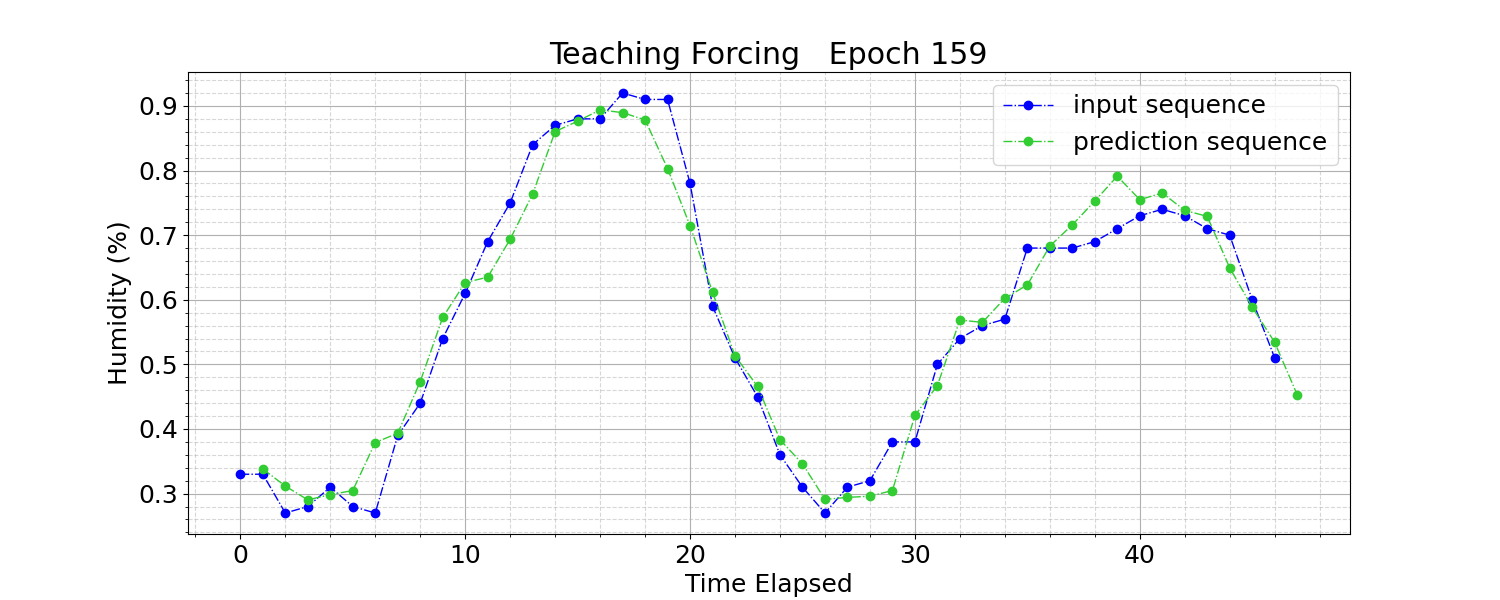 Teaching Forcing   Epoch 159
input sequence
prediction sequence
Humidity (%)
0.9
0.8
0.7
0.6
0.5
0.4
0.3
0 10 20 30 40
Time Elapsed